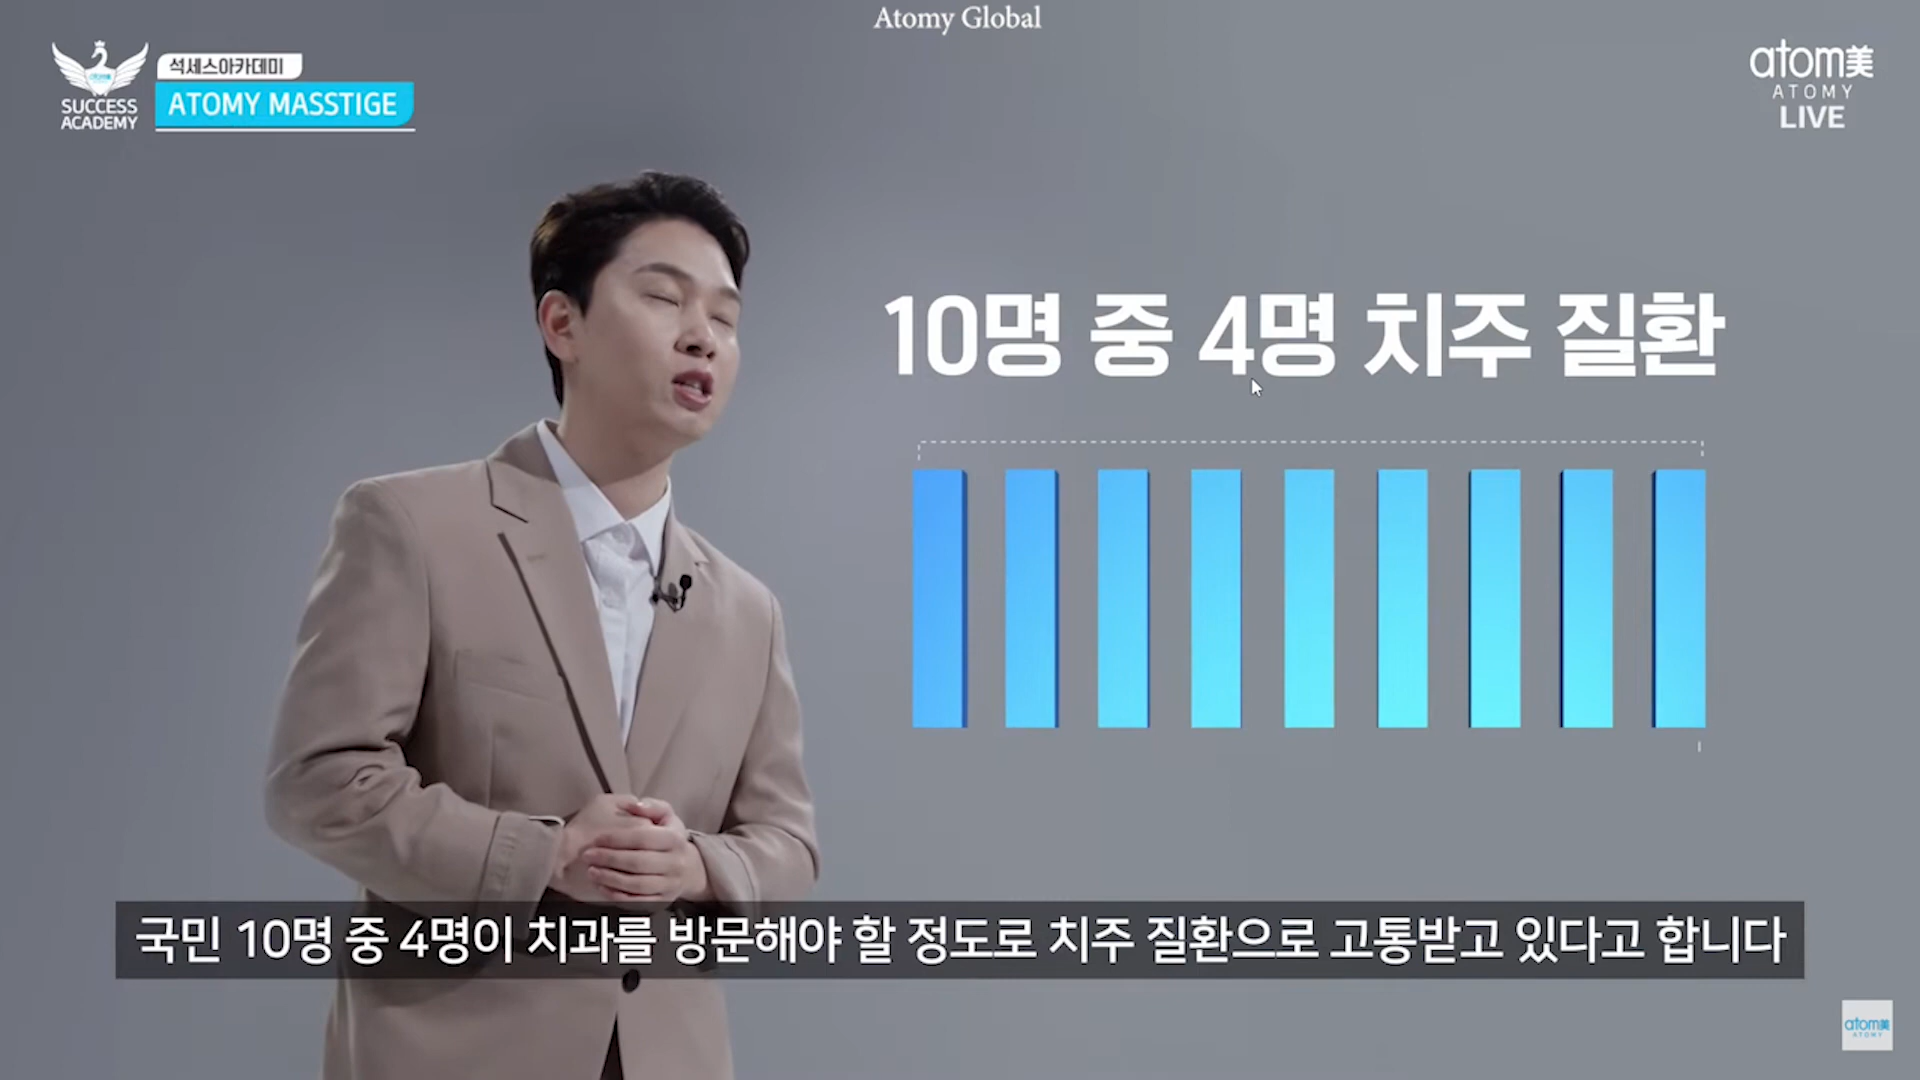 Atomy Global
SUCCESS
ACADEMY
석세스아카데미
ATOMY MASSTIGE
atom美
ATOMY
LIVE
10명 중 4명 치주 질환
국민 10명 중 4명이 치과를 방문해야 할 정도로 치주 질환으로 고통받고 있다고 합니다
atom美
ATOMY